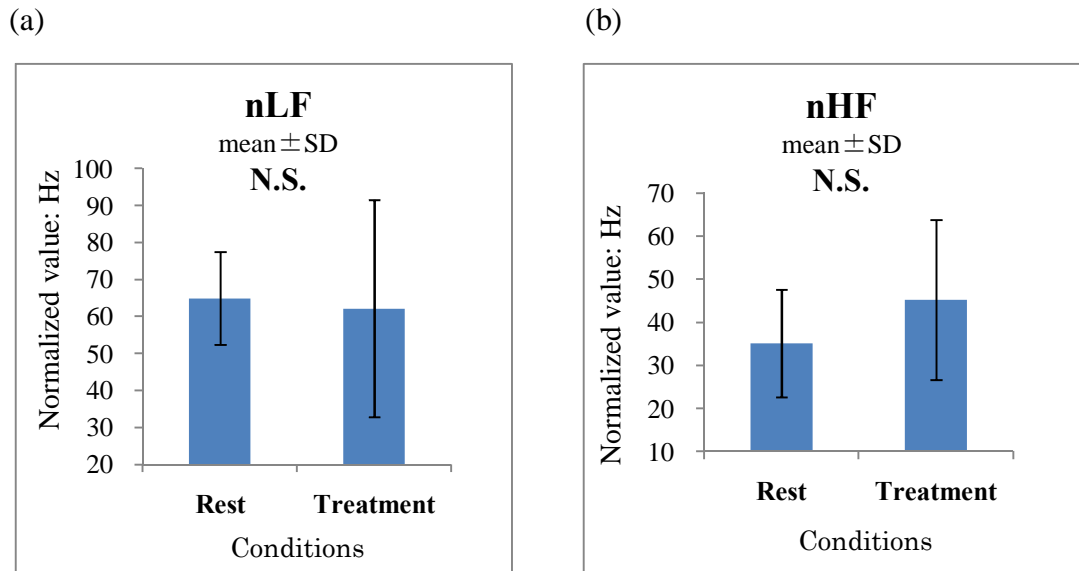 (a)
nLF
mean±SD
N.S.
Normalized value: Hz
100
90
80
70
60
50
40
30
20
Rest Treatment
Conditions
(b)
nHF
mean±SD
N.S.
Normalized value: Hz
70
60
50
40
30
20
10
Rest Treatment
Conditions